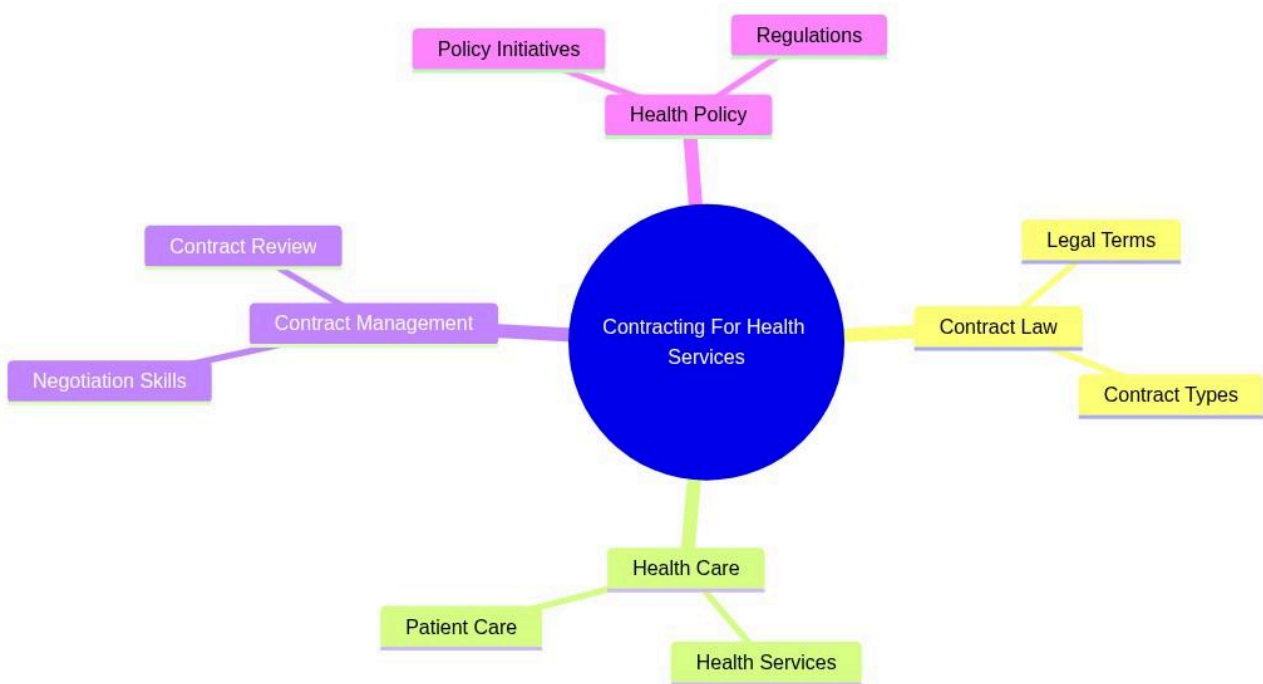 Policy Initiatives
Regulations
Health Policy
Contract Review
Contract Management
Negotiation Skills
Contracting For Health
Services
Legal Terms
Contract Law
Contract Types
Health Care
Patient Care
Health Services